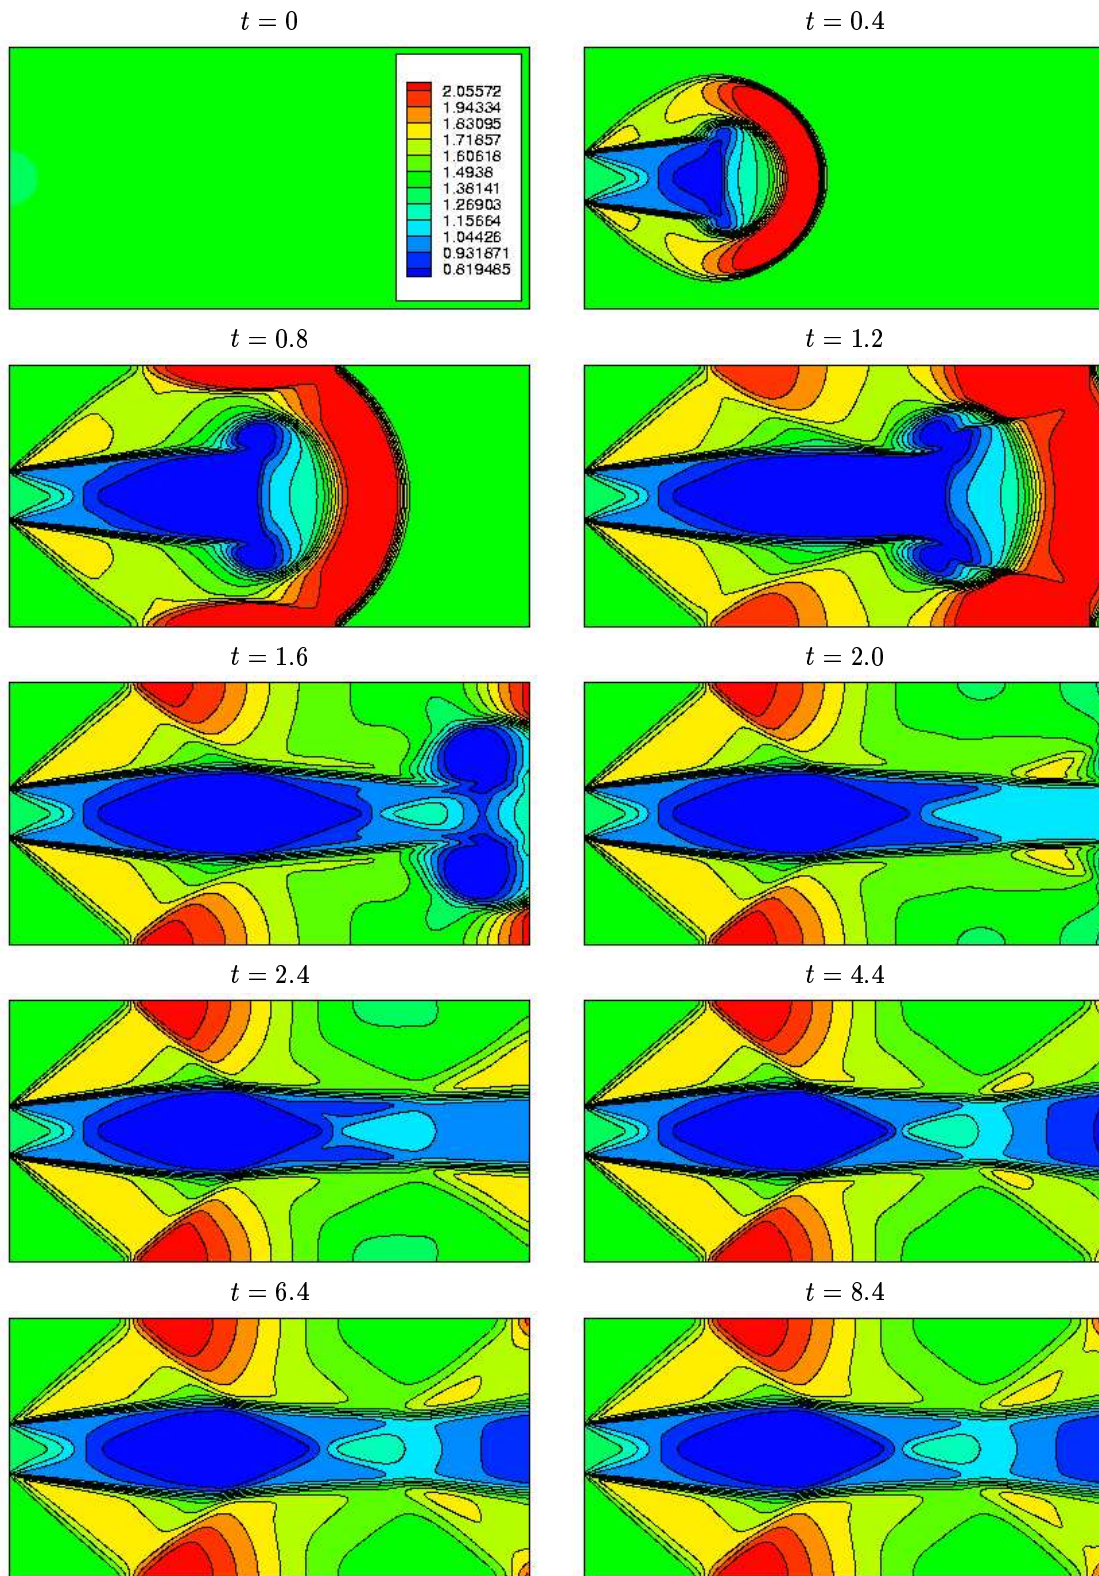 t = 0
t = 0.4
2.05572
1.94334
1.83095
1.71857
1.60618
1.4938
1.38141
1.26903
1.15664
1.04426
0.931871
0.819485
t = 0.8
t = 1.2
t = 1.6
t = 2.0
t = 2.4
t = 4.4
t = 6.4
t = 8.4